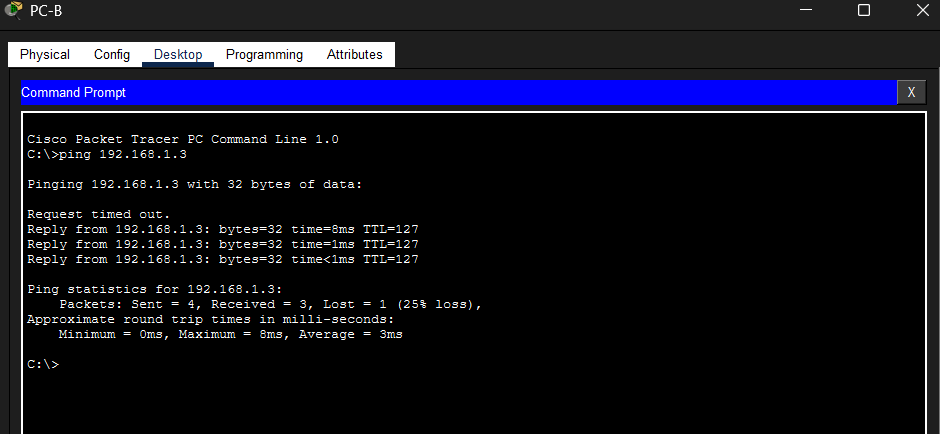 PC-B
Physical Config Desktop Programming Attributes
Command Prompt
X
Cisco Packet Tracer PC Command Line 1.0
C:\>ping 192.168.1.3
Pinging 192.168.1.3 with 32 bytes of data:
Request timed out.
Reply from 192.168.1.3: bytes=32 time=8ms TTL=127
Reply from 192.168.1.3: bytes=32 time=1ms TTL=127
Reply from 192.168.1.3: bytes=32 time<1ms TTL=127
Ping statistics for 192.168.1.3:
    Packets: Sent = 4, Received = 3, Lost = 1 (25% loss),
Approximate round trip times in milli-seconds:
    Minimum = 0ms, Maximum = 8ms, Average = 3ms
C:\>